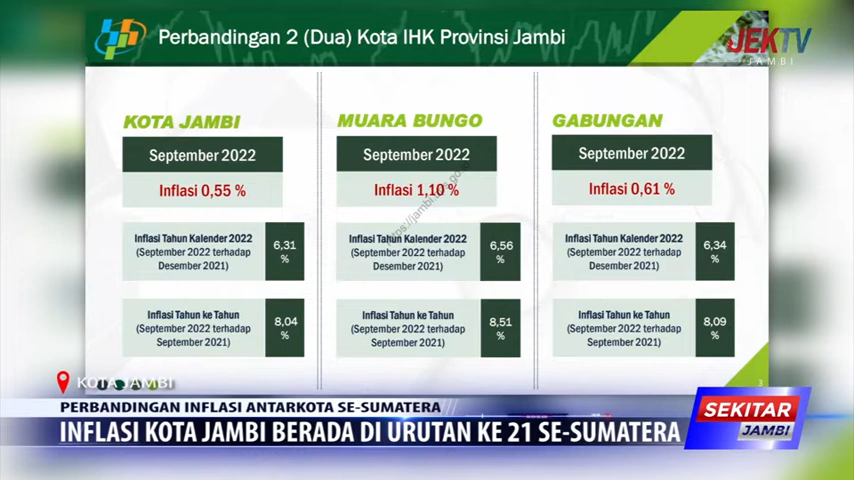 Perbandingan 2 (Dua) Kota IHK Provinsi Jambi
JEKTV
JAMBI
KOTA JAMBI
September 2022
Inflasi 0,55 %
Inflasi Tahun Kalender 2022
(September 2022 terhadap
Desember 2021)
6,31
%
Inflasi Tahun ke Tahun
(September 2022 terhadap
September 2021)
8,04
%
MUARA BUNGO
September 2022
Inflasi 1,10 %
Inflasi Tahun Kalender 2022
(September 2022 terhadap
Desember 2021)
6,56
%
Inflasi Tahun ke Tahun
(September 2022 terhadap
September 2021)
8,51
%
GABUNGAN
September 2022
Inflasi 0,61 %
Inflasi Tahun Kalender 2022
(September 2022 terhadap
Desember 2021)
6,34
%
Inflasi Tahun ke Tahun
(September 2022 terhadap
September 2021)
8,09
%
3
KOTA JAMBI
PERBANDINGAN INFLASI ANTARKOTA SE-SUMATERA
INFLASI KOTA JAMBI BERADA DI URUTAN KE 21 SE-SUMATERA
SEKITAR
JAMBI